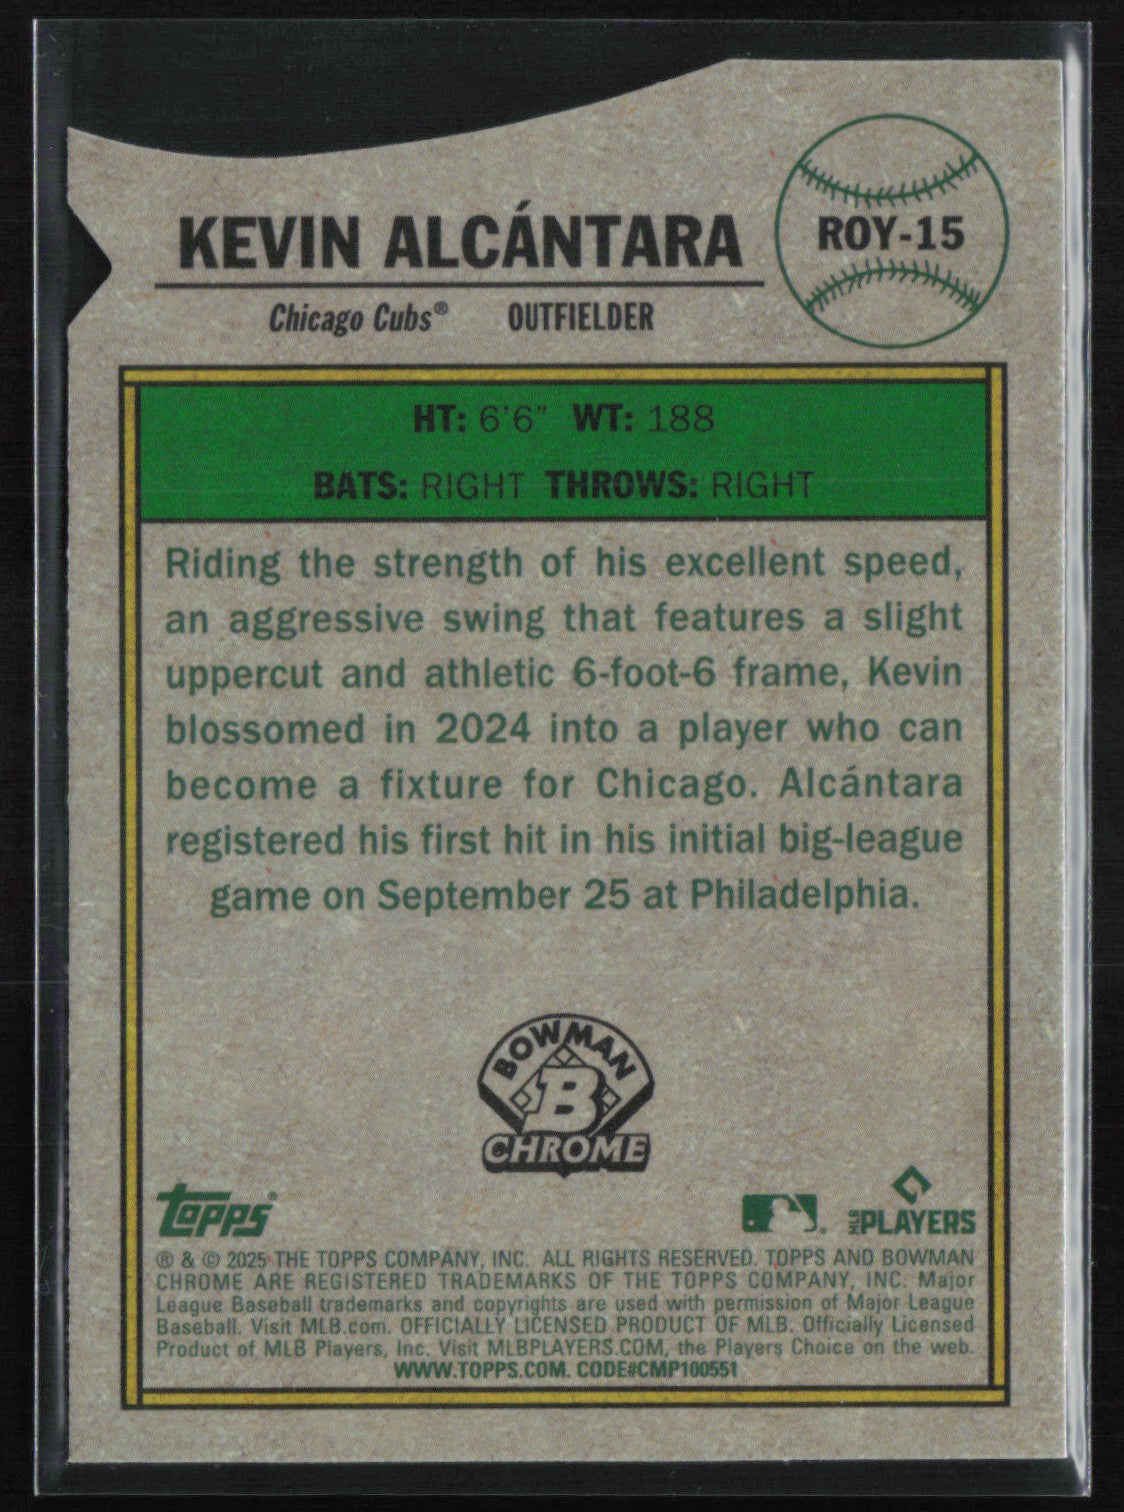 KEVIN ALCÁNTARA
ROY-15
Chicago Cubs® OUTFIELDER
HT: 6'6" WT: 188
BATS: RIGHT THROWS: RIGHT
Riding the strength of his excellent speed,
an aggressive swing that features a slight
uppercut and athletic 6-foot-6 frame, Kevin
blossomed in 2024 into a player who can
become a fixture for Chicago. Alcántara
registered his first hit in his initial big-league
game on September 25 at Philadelphia.
BOWMAN
B
CHROME
TOPPS®
MLB PLAYERS
® & © 2025 THE TOPPS COMPANY, INC. ALL RIGHTS RESERVED. TOPPS AND BOWMAN
CHROME ARE REGISTERED TRADEMARKS OF THE TOPPS COMPANY, INC. Major
League Baseball trademarks and copyrights are used with permission of Major League
Baseball. Visit MLB.com. OFFICIALLY LICENSED PRODUCT OF MLB. Officially Licensed
Product of MLB Players, Inc. Visit MLBPLAYERS.COM, the Players Choice on the web.
WWW.TOPPS.COM. CODE#CMP100551